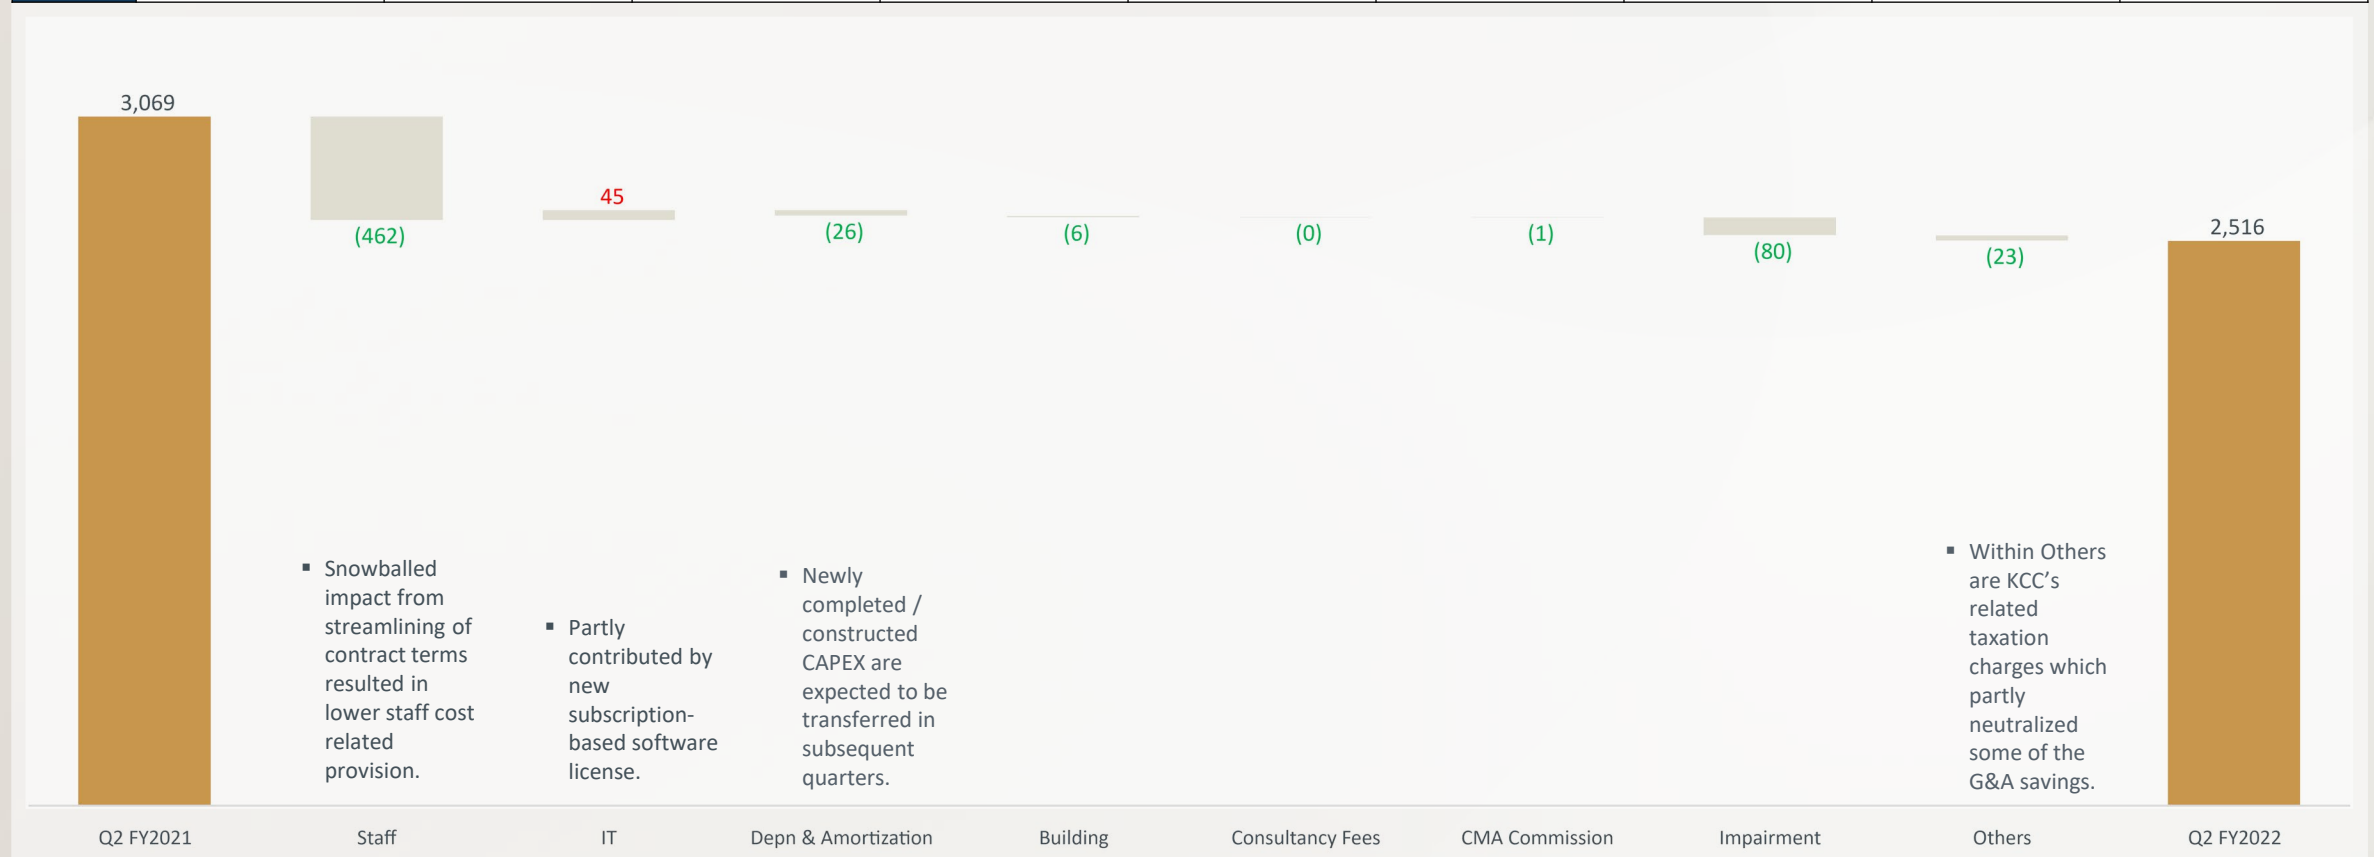 3,069
45
(462)
(26)
(6)
(0)
(1)
(80)
(23)
2,516
▪ Snowballed
impact from
streamlining of
contract terms
resulted in
lower staff cost
related
provision.
▪ Partly
contributed by
new
subscription-
based software
license.
▪ Newly
completed /
constructed
CAPEX are
expected to be
transferred in
subsequent
quarters.
▪ Within Others
are KCC’s
related
taxation
charges which
partly
neutralized
some of the
G&A savings.
Q2 FY2021
Staff
IT
Depn & Amortization
Building
Consultancy Fees
CMA Commission
Impairment
Others
Q2 FY2022